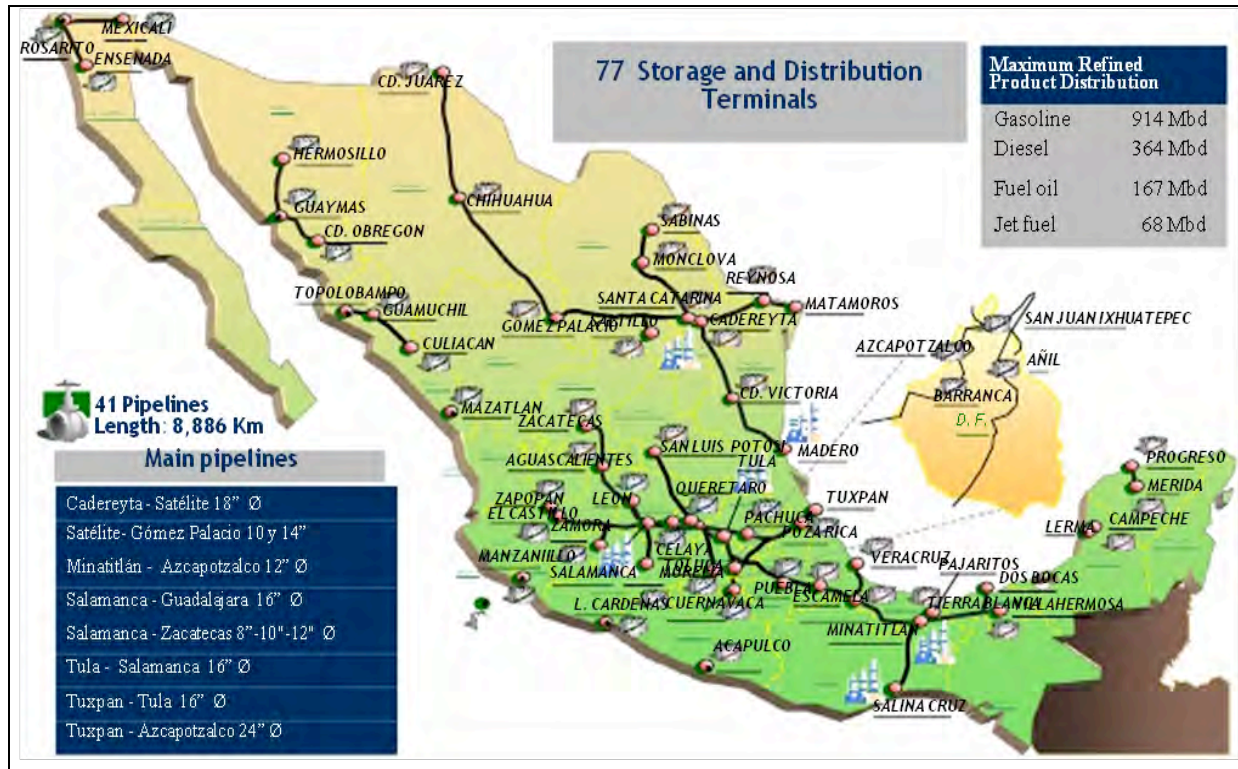 MEXICALI
ROSARITO
ENSENADA
CD. JUAREZ
77 Storage and Distribution
Terminals
Maximum Refined
Product Distribution
Gasoline 914 Mbd
Diesel 364 Mbd
Fuel oil 167 Mbd
Jet fuel 68 Mbd
HERMOSILLO
GUAYMAS
CD. OBREGON
CHIHUAHUA
SABINAS
MONCLOVA
REYNOSA
TOPOLOBAMPO
GUAMUCHIL
CULIACAN
SANTA CATARINA
MATAMOROS
GOMEZ PALACIO
CADEREYTA
SAN JUAN IXHUATEPEC
AZCAPOTZALCO
AÑIL
BARRANCA
D. F.
41 Pipelines
Length: 8,886 Km
MAZATLAN
ZACATECAS
CD. VICTORIA
SAN LUIS POTOSI
MADERO
TULA
AGUASCALIENTES
QUERETARO
LEON
ZAPOPAN
EL CASTILLO
ZAMORA
TUXPAN
PACHUCA
POZA RICA
PROGRESO
MERIDA
LERMA
CAMPECHE
MANZANILLO
SALAMANCA
CELAYA
TOLUCA
MORELIA
PUEBLA
ESCAMELA
VERACRUZ
PAJARITOS
DOS BOCAS
L. CARDENAS
CUERNAVACA
TIERRA BLANCA
VILLAHERMOSA
MINATITLAN
ACAPULCO
SALINA CRUZ
Main pipelines
Cadereyta - Satélite 18” Ø
Satélite- Gómez Palacio 10 y 14”
Minatitlán - Azcapotzalco 12” Ø
Salamanca - Guadalajara 16” Ø
Salamanca - Zacatecas 8”-10"-12" Ø
Tula - Salamanca 16” Ø
Tuxpan - Tula 16” Ø
Tuxpan - Azcapotzalco 24” Ø